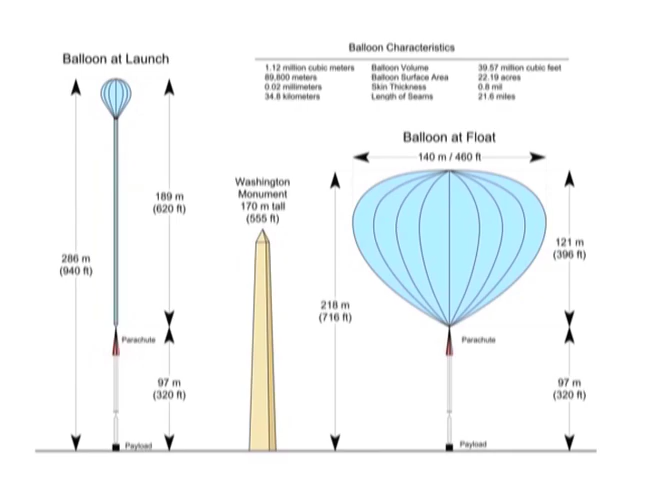 Balloon Characteristics
1.12 million cubic meters Balloon Volume 39.57 million cubic feet
89,800 meters Balloon Surface Area 22.19 acres
0.02 millimeters Skin Thickness 0.8 mil
34.8 kilometers Length of Seams 21.6 miles
Balloon at Launch
286 m
(940 ft)
189 m
(620 ft)
Parachute
97 m
(320 ft)
Payload
Washington
Monument
170 m tall
(555 ft)
Balloon at Float
140 m / 460 ft
218 m
(716 ft)
121 m
(396 ft)
Parachute
97 m
(320 ft)
Payload